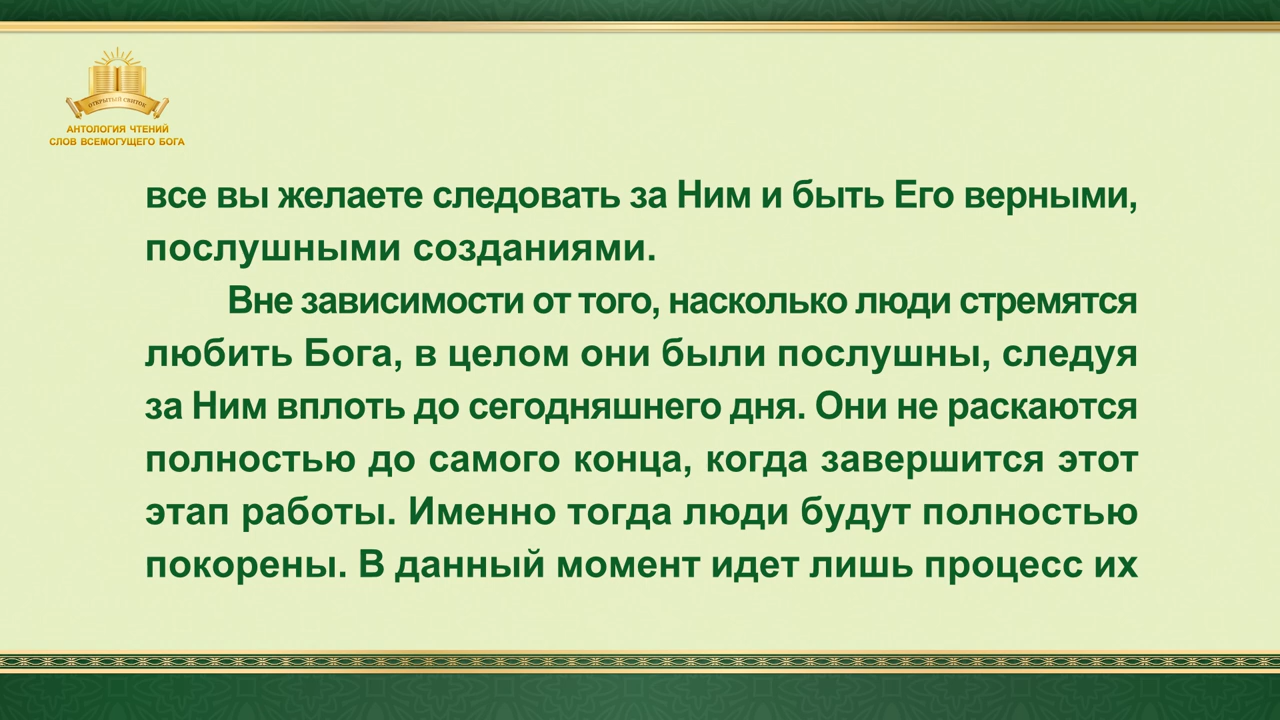 ОТКРЫТЫЙ СВИТОК
АНТОЛОГИЯ ЧТЕНИЙ
СЛОВ ВСЕМОГУЩЕГО БОГА
все вы желаете следовать за Ним и быть Его верными,
послушными созданиями.
Вне зависимости от того, насколько люди стремятся
любить Бога, в целом они были послушны, следуя
за Ним вплоть до сегодняшнего дня. Они не раскаются
полностью до самого конца, когда завершится этот
этап работы. Именно тогда люди будут полностью
покорены. В данный момент идет лишь процесс их